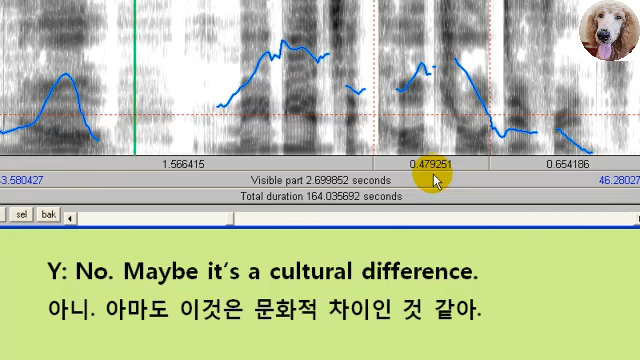 1.566415 0.479251 0.654186
43.580427 Visible part 2.699852 seconds 46.28027
Total duration 164.035692 seconds
sel bak
Y: No. Maybe it's a cultural difference.
아니. 아마도 이것은 문화적 차이인 것 같아.